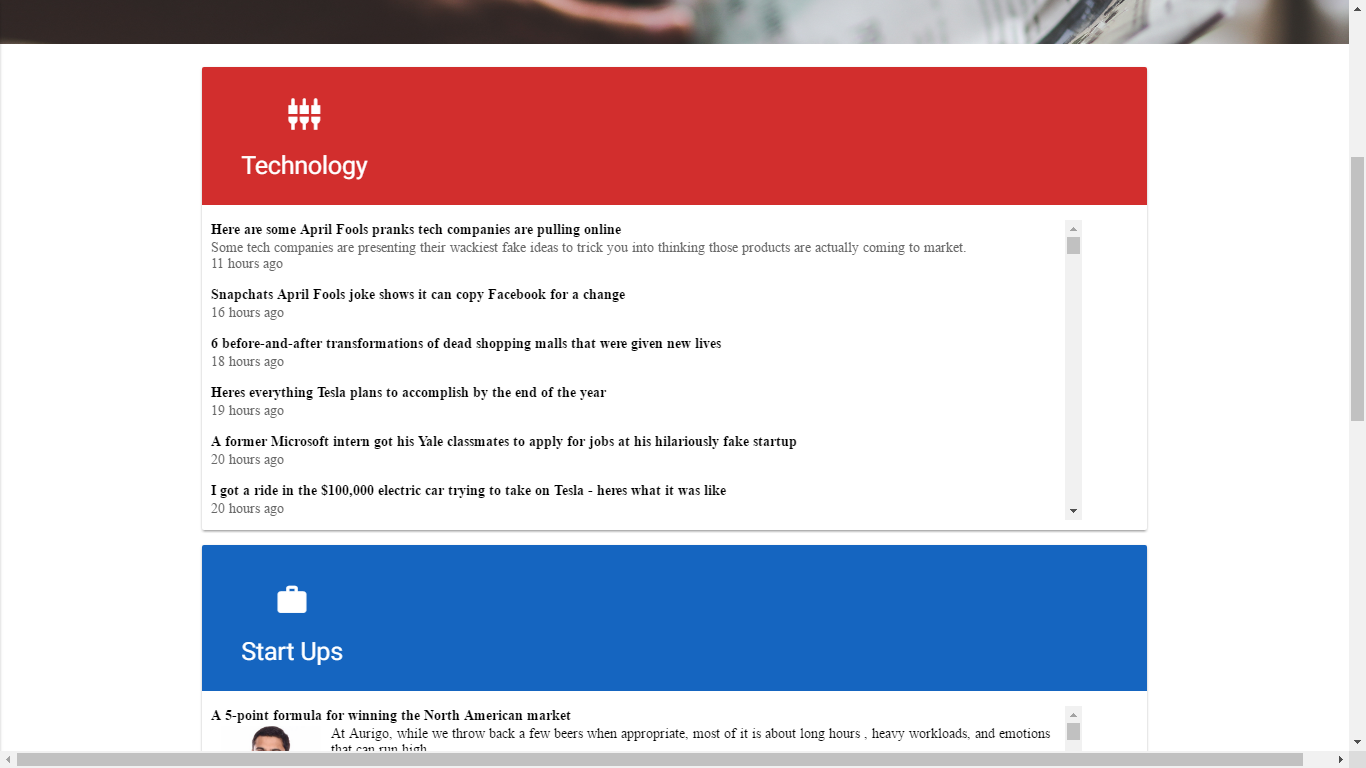 Technology
Here are some April Fools pranks tech companies are pulling online
Some tech companies are presenting their wackiest fake ideas to trick you into thinking those products are actually coming to market.
11 hours ago
Snapchats April Fools joke shows it can copy Facebook for a change
16 hours ago
6 before-and-after transformations of dead shopping malls that were given new lives
18 hours ago
Heres everything Tesla plans to accomplish by the end of the year
19 hours ago
A former Microsoft intern got his Yale classmates to apply for jobs at his hilariously fake startup
20 hours ago
I got a ride in the $100,000 electric car trying to take on Tesla - heres what it was like
20 hours ago
Start Ups
A 5-point formula for winning the North American market
At Aurigo, while we throw back a few beers when appropriate, most of it is about long hours , heavy workloads, and emotions
that can run high